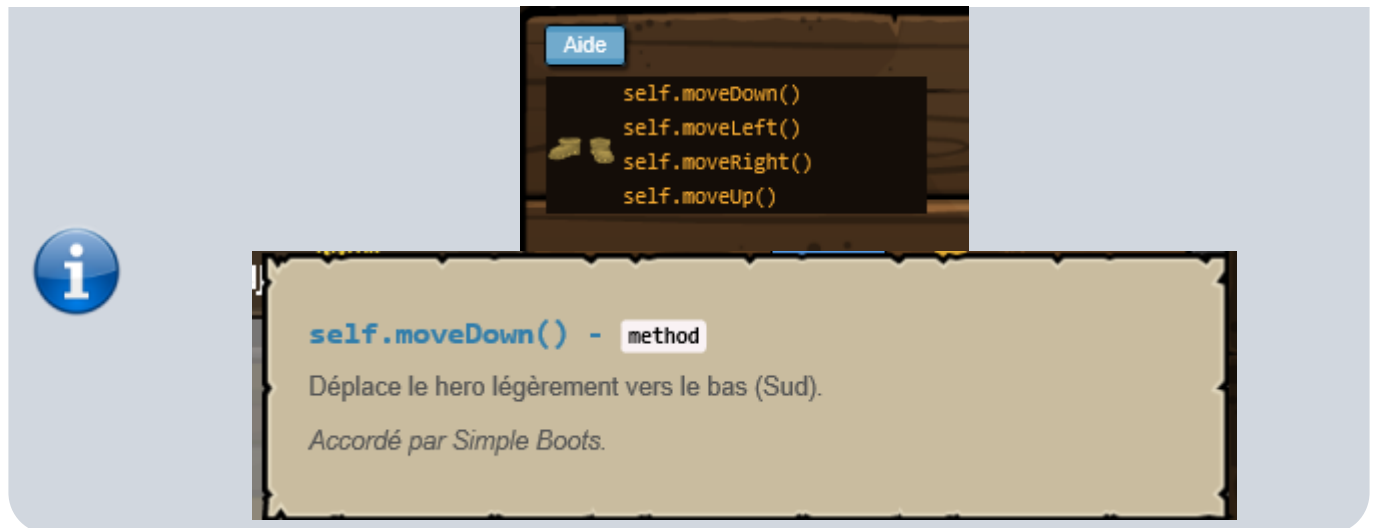 Aide
self.moveDown()
self.moveLeft()
self.moveRight()
self.moveUp()
self.moveDown() - method
Déplace le hero légèrement vers le bas (Sud).
Accordé par Simple Boots.